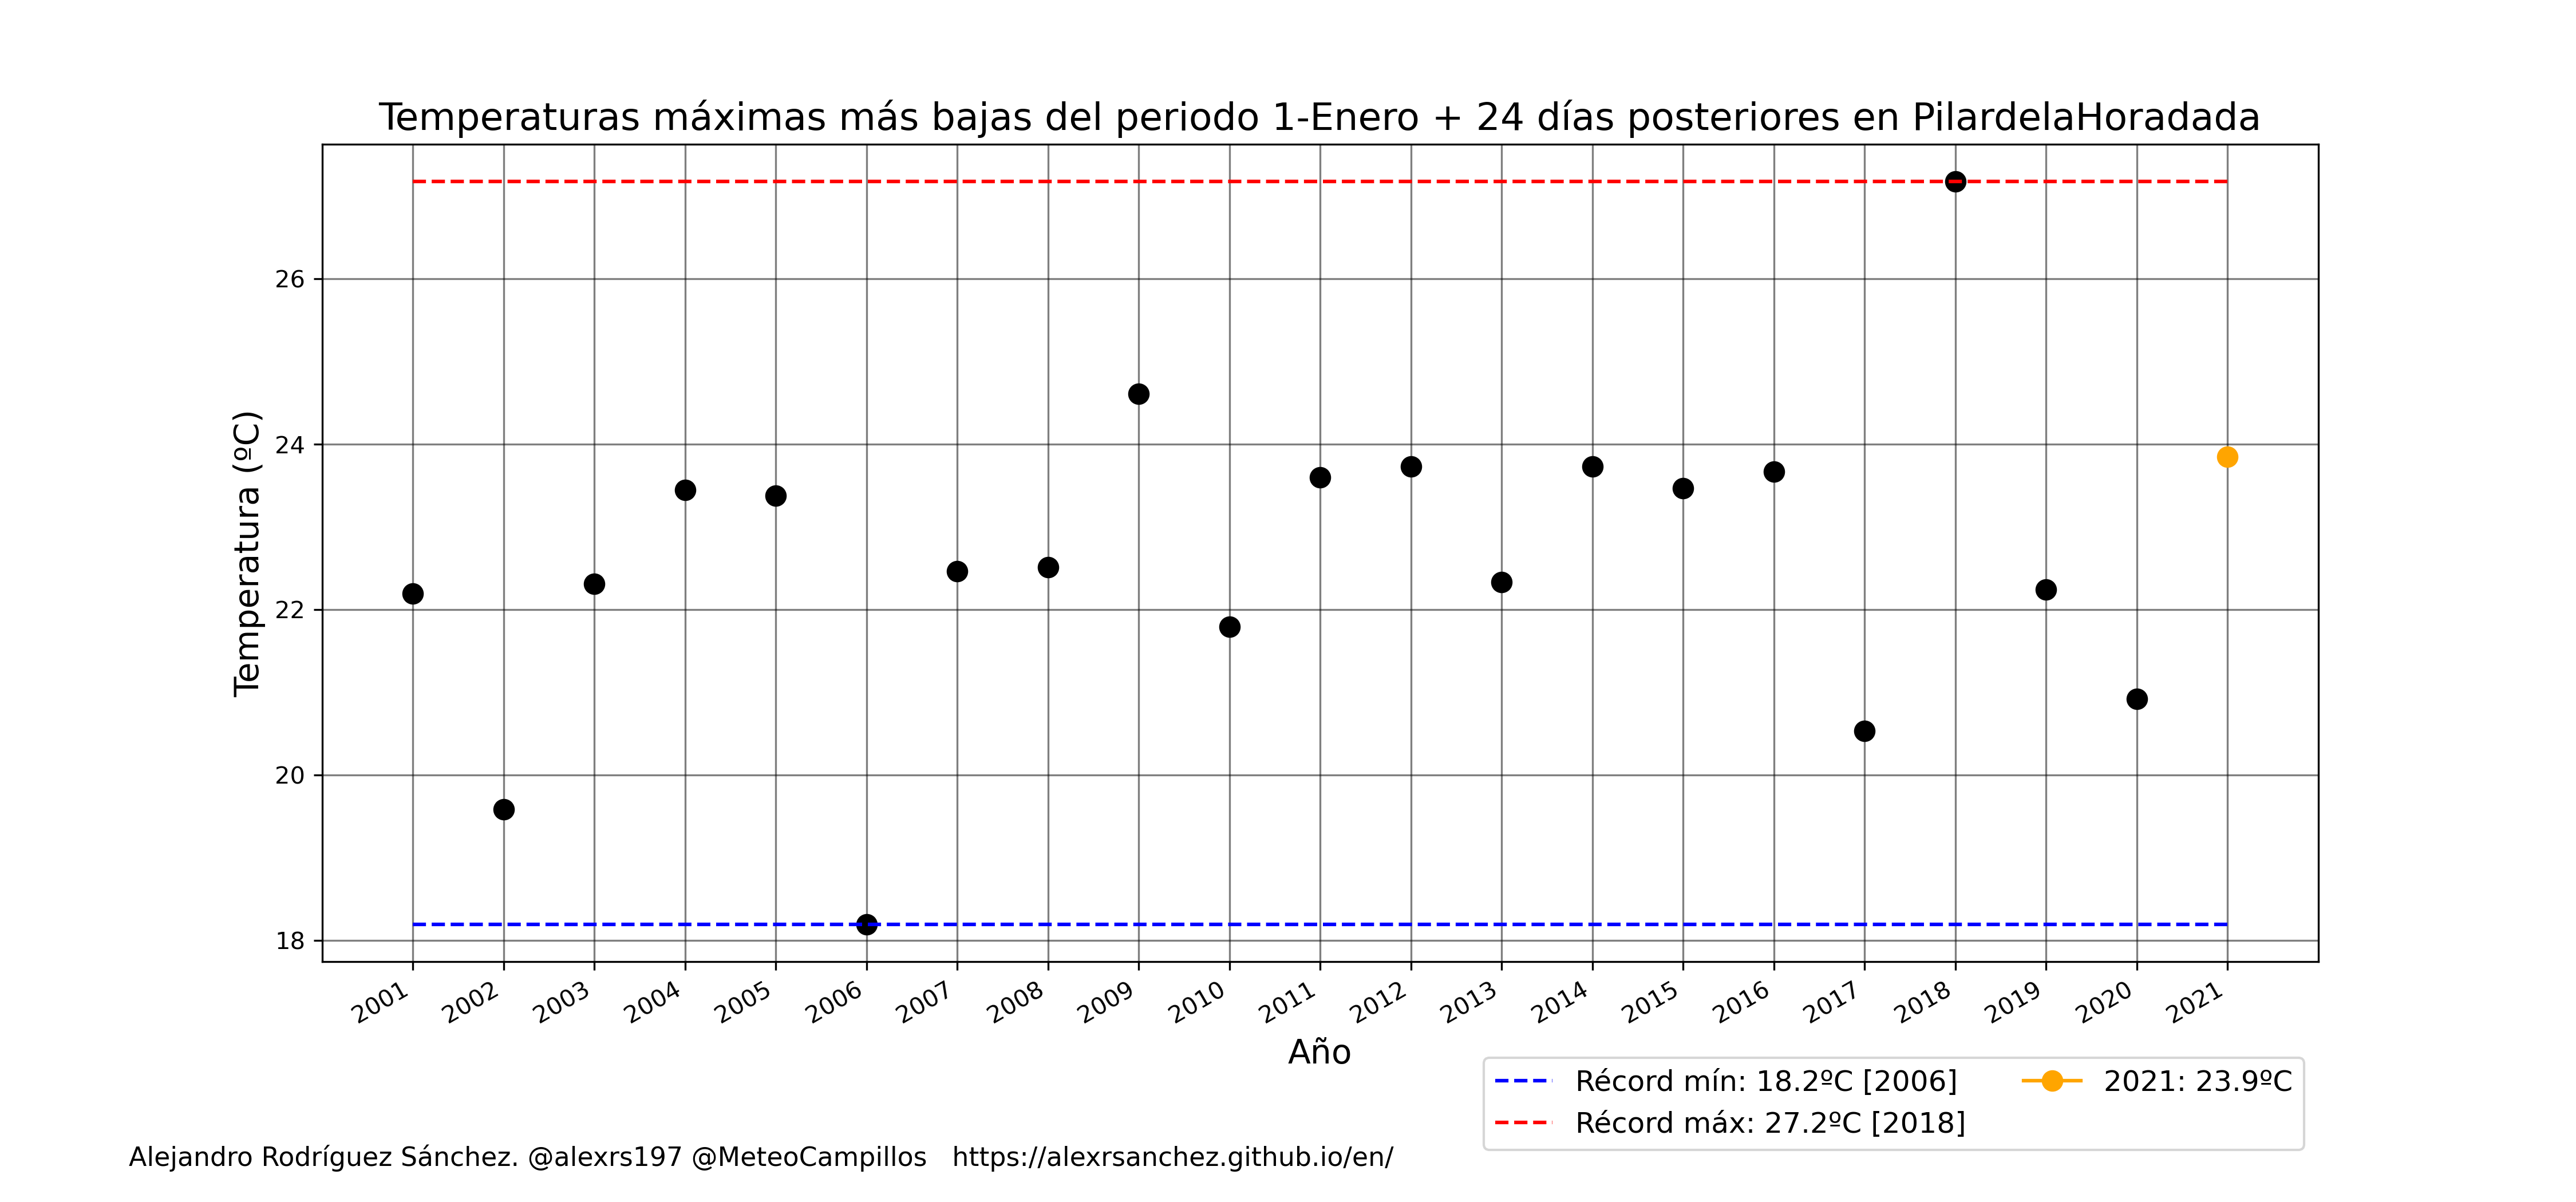 Temperaturas máximas más bajas del periodo 1-Enero + 24 días posteriores en PilardelaHoradada
Temperatura (ºC)
26
24
22
20
18
2001 2002 2003 2004 2005 2006 2007 2008 2009 2010 2011 2012 2013 2014 2015 2016 2017 2018 2019 2020 2021
Año
Récord mín: 18.2ºC [2006]
Récord máx: 27.2ºC [2018]
2021: 23.9ºC
Alejandro Rodríguez Sánchez. @alexrs197 @MeteoCampillos https://alexrsanchez.github.io/en/